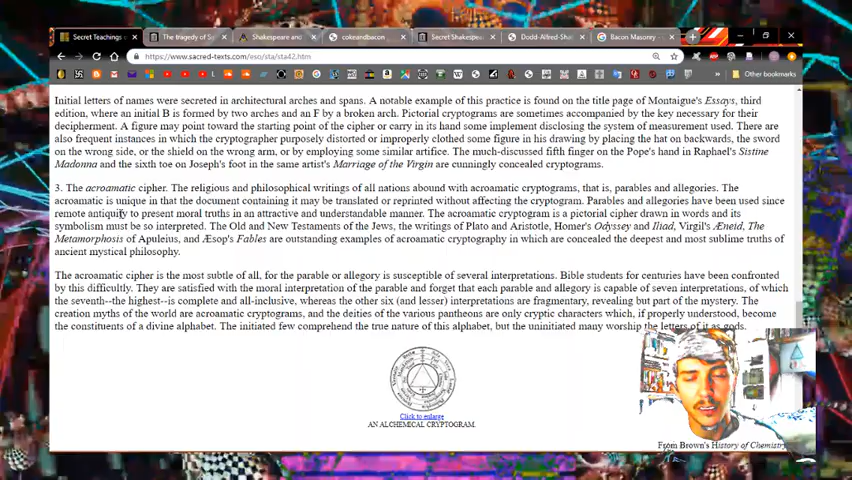 Secret Teachings
The tragedy of S
Shakespeare and
cokeandbacon
Secret Shakespea
Dodd-Alfred-Sha
Bacon Masonry -
https://www.sacred-texts.com/eso/sta/sta42.htm
Other bookmarks
Initial letters of names were secreted in architectural arches and spans. A notable example of this practice is found on the title page of Montaigne's Essays, third
edition, where an initial B is formed by two arches and an F by a broken arch. Pictorial cryptograms are sometimes accompanied by the key necessary for their
decipherment. A figure may point toward the starting point of the cipher or carry in its hand some implement disclosing the system of measurement used. There are
also frequent instances in which the cryptographer purposely distorted or improperly clothed some figure in his drawing by placing the hat on backwards, the sword
on the wrong side, or the shield on the wrong arm, or by employing some similar artifice. The much-discussed fifth finger on the Pope's hand in Raphael's Sistine
Madonna and the sixth toe on Joseph's foot in the same artist's Marriage of the Virgin are cunningly concealed cryptograms.
3. The acroamatic cipher. The religious and philosophical writings of all nations abound with acroamatic cryptograms, that is, parables and allegories. The
acroamatic is unique in that the document containing it may be translated or reprinted without affecting the cryptogram. Parables and allegories have been used since
remote antiquity to present moral truths in an attractive and understandable manner. The acroamatic cryptogram is a pictorial cipher drawn in words and its
symbolism must be so interpreted. The Old and New Testaments of the Jews, the writings of Plato and Aristotle, Homer's Odyssey and Iliad, Virgil's Æneid, The
Metamorphosis of Apuleius, and Æsop's Fables are outstanding examples of acroamatic cryptography in which are concealed the deepest and most sublime truths of
ancient mystical philosophy.
The acroamatic cipher is the most subtle of all, for the parable or allegory is susceptible of several interpretations. Bible students for centuries have been confronted
by this difficultly. They are satisfied with the moral interpretation of the parable and forget that each parable and allegory is capable of seven interpretations, of which
the seventh--the highest--is complete and all-inclusive, whereas the other six (and lesser) interpretations are fragmentary, revealing but part of the mystery. The
creation myths of the world are acroamatic cryptograms, and the deities of the various pantheons are only cryptic characters which, if properly understood, become
the constituents of a divine alphabet. The initiated few comprehend the true nature of this alphabet, but the uninitiated many worship the letters of it as gods.
Click to enlarge
AN ALCHEMICAL CRYPTOGRAM.
From Brown's History of Chemistry